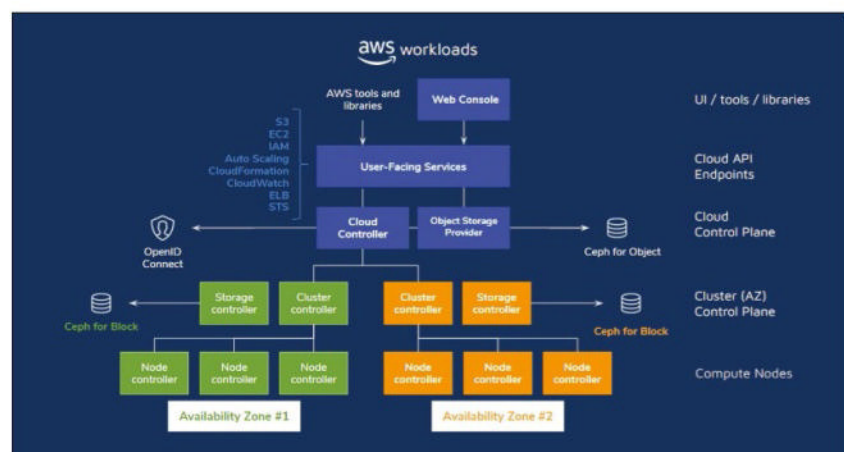 aws workloads
AWS tools and
libraries
Web Console
UI / tools / libraries
S3
EC2
IAM
Auto Scaling
CloudFormation
CloudWatch
ELB
STS
User-Facing Services
Cloud API
Endpoints
OpenID
Connect
Cloud
Controller
Object Storage
Provider
Ceph for Object
Cloud
Control Plane
Ceph for Block
Storage
controller
Cluster
controller
Cluster
controller
Storage
controller
Ceph for Block
Cluster (AZ)
Control Plane
Node
controller
Node
controller
Node
controller
Node
controller
Node
controller
Node
controller
Compute Nodes
Availability Zone #1
Availability Zone #2